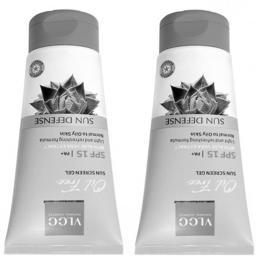 SUN DEFENSE
Normal to Oily Skin
Light and refreshing formula
SPF 15 | PA+
Oil Free
SUN SCREEN GEL
VLCC
SUN DEFENSE
Normal to Oily Skin
Light and refreshing formula
SPF 15 | PA+
Oil Free
SUN SCREEN GEL
VLCC